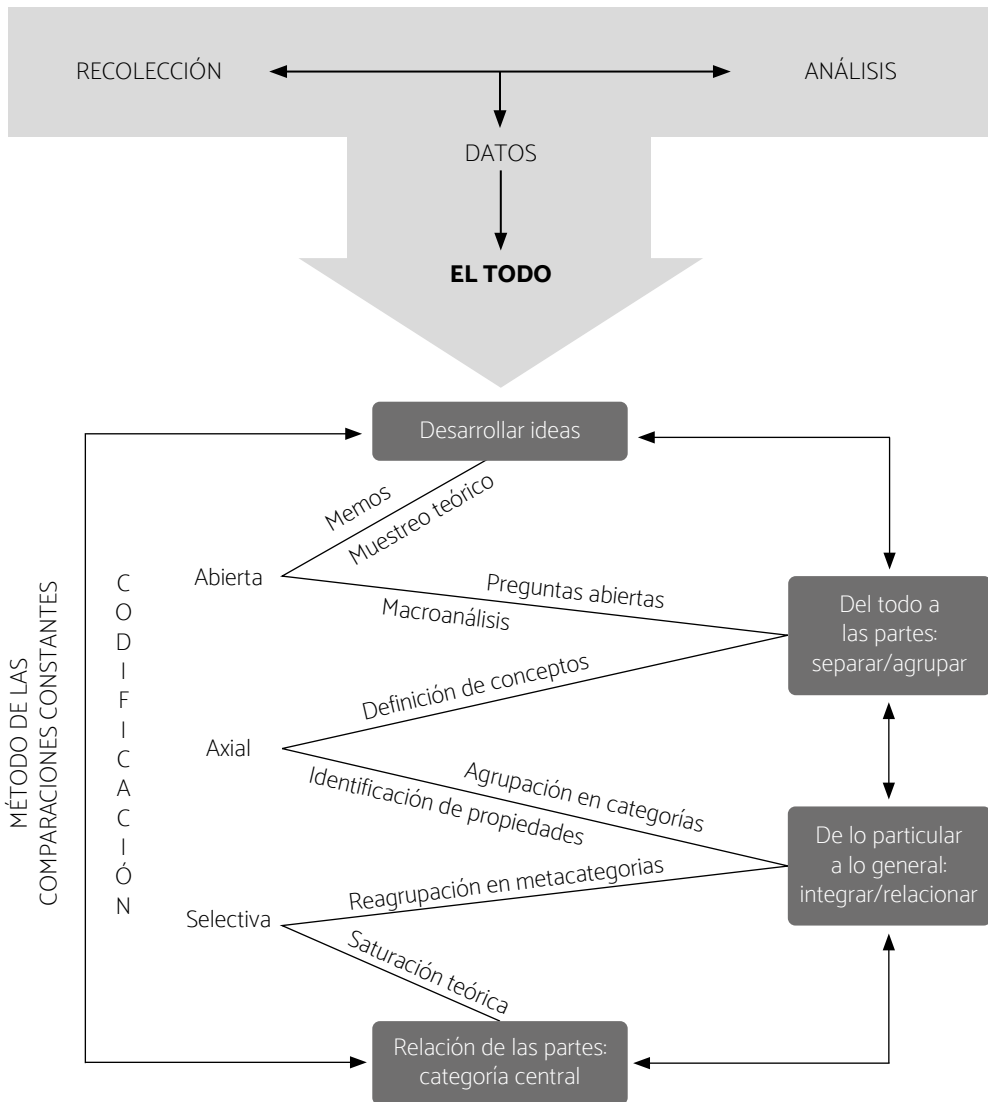 RECOLECCIÓN
ANÁLISIS
DATOS
EL TODO
Desarrollar ideas
Memos
Muestreo teórico
Abierta
Preguntas abiertas
Macroanálisis
Del todo a
las partes:
separar/agrupar
Definición de conceptos
Axial
Agrupación en categorías
Identificación de propiedades
De lo particular
a lo general:
integrar/relacionar
Reagrupación en metacategorias
Selectiva
Saturación teórica
Relación de las partes:
categoría central
MÉTODO DE LAS
COMPARACIONES CONSTANTES
CODIFICACIÓN